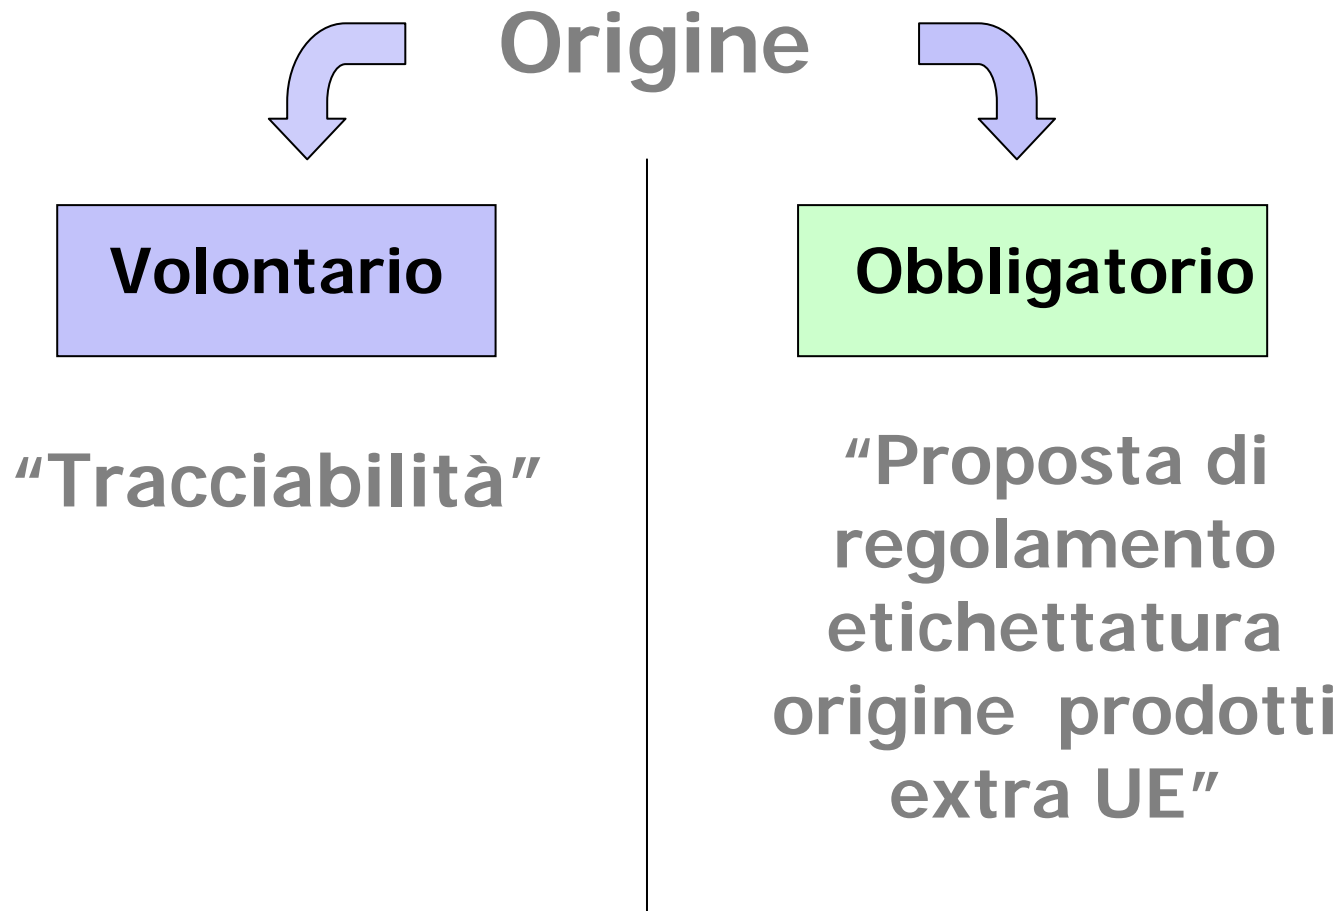 Origine
Volontario
"Tracciabilità"
Obbligatorio
"Proposta di
regolamento
etichettatura
origine prodotti
extra UE"